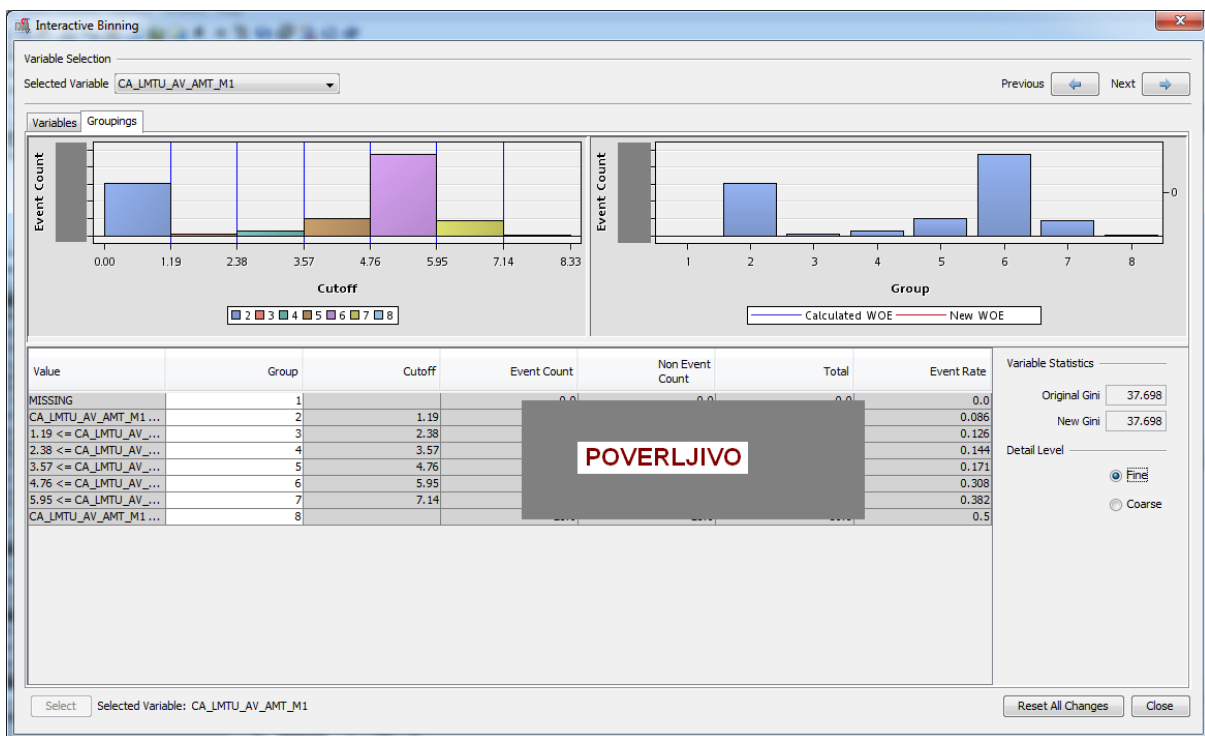 Interactive Binning
Variable Selection
Selected Variable CA_LMTU_AV_AMT_M1
Previous Next
Variables Groupings
Event Count
0.00 1.19 2.38 3.57 4.76 5.95 7.14 8.33
Cutoff
2 3 4 5 6 7 8
Event Count
0
1 2 3 4 5 6 7 8
Group
Calculated WOE New WOE
Value Group Cutoff Event Count Non Event Count Total Event Rate
MISSING 1 0.0 0.0 0.0 0.0
CA_LMTU_AV_AMT_M1 ... 2 1.19 0.086
1.19 <= CA_LMTU_AV_... 3 2.38 0.126
2.38 <= CA_LMTU_AV_... 4 3.57 0.144
3.57 <= CA_LMTU_AV_... 5 4.76 0.171
4.76 <= CA_LMTU_AV_... 6 5.95 0.308
5.95 <= CA_LMTU_AV_... 7 7.14 0.382
CA_LMTU_AV_AMT_M1 ... 8 0.5
POVERLJIVO
Variable Statistics
Original Gini 37.698
New Gini 37.698
Detail Level
Fine
Coarse
Select Selected Variable: CA_LMTU_AV_AMT_M1
Reset All Changes Close